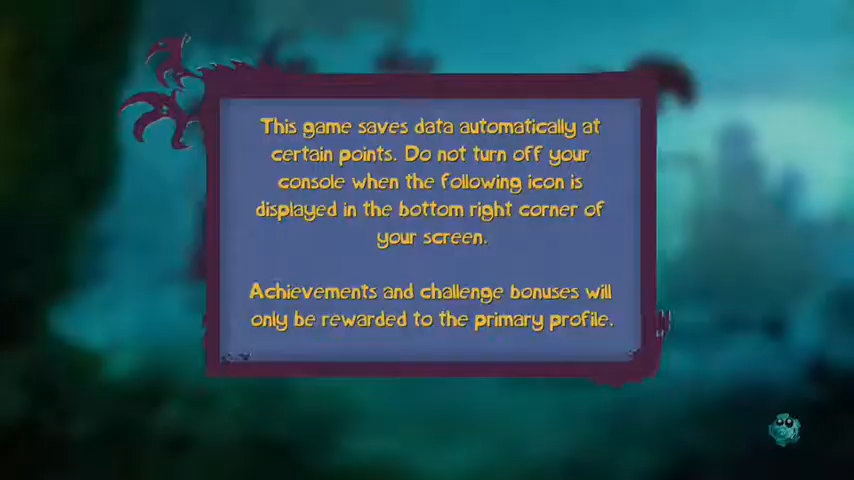 This game saves data automatically at
certain points. Do not turn off your
console when the following icon is
displayed in the bottom right corner of
your screen.
Achievements and challenge bonuses will
only be rewarded to the primary profile.